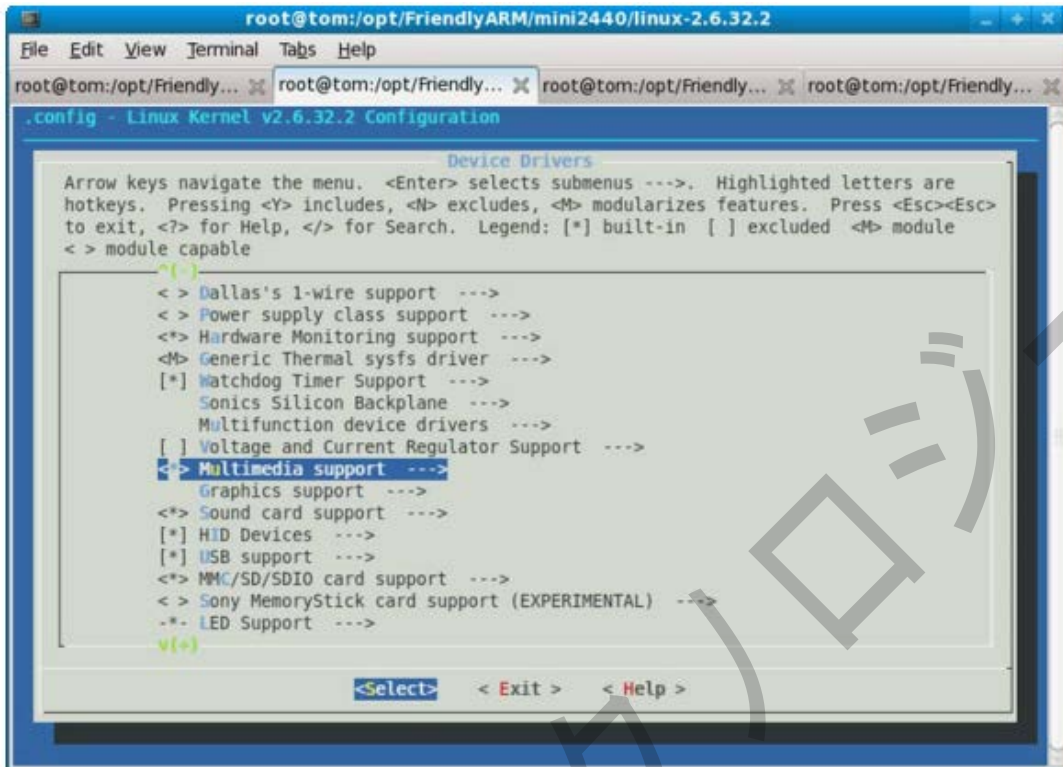 root@tom:/opt/FriendlyARM/mini2440/linux-2.6.32.2
File Edit View Terminal Tabs Help
root@tom:/opt/Friendly... root@tom:/opt/Friendly... root@tom:/opt/Friendly... root@tom:/opt/Friendly...
.config - Linux Kernel v2.6.32.2 Configuration
Device Drivers
Arrow keys navigate the menu. <Enter> selects submenus --->. Highlighted letters are
hotkeys. Pressing <Y> includes, <N> excludes, <M> modularizes features. Press <Esc><Esc>
to exit, <?> for Help, </> for Search. Legend: [*] built-in [ ] excluded <M> module
< > module capable
^(-)
< > Dallas's 1-wire support --->
< > Power supply class support --->
<*> Hardware Monitoring support --->
<M> Generic Thermal sysfs driver --->
[*] Watchdog Timer Support --->
Sonics Silicon Backplane --->
Multifunction device drivers --->
[ ] Voltage and Current Regulator Support --->
<*> Multimedia support --->
Graphics support --->
<*> Sound card support --->
[*] HID Devices --->
[*] USB support --->
<*> MMC/SD/SDIO card support --->
< > Sony MemoryStick card support (EXPERIMENTAL) --->
-*- LED Support --->
v(+)
<Select> < Exit > < Help >